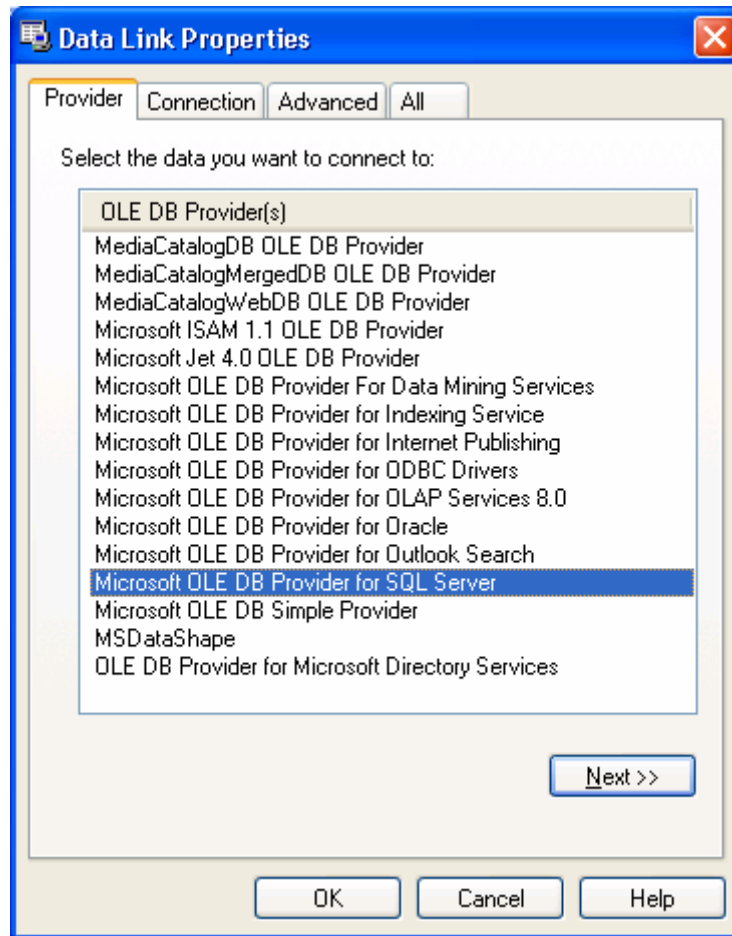 Data Link Properties
Provider Connection Advanced All
Select the data you want to connect to:
OLE DB Provider(s)
MediaCatalogDB OLE DB Provider
MediaCatalogMergedDB OLE DB Provider
MediaCatalogWebDB OLE DB Provider
Microsoft ISAM 1.1 OLE DB Provider
Microsoft Jet 4.0 OLE DB Provider
Microsoft OLE DB Provider For Data Mining Services
Microsoft OLE DB Provider for Indexing Service
Microsoft OLE DB Provider for Internet Publishing
Microsoft OLE DB Provider for ODBC Drivers
Microsoft OLE DB Provider for OLAP Services 8.0
Microsoft OLE DB Provider for Oracle
Microsoft OLE DB Provider for Outlook Search
Microsoft OLE DB Provider for SQL Server
Microsoft OLE DB Simple Provider
MSDataShape
OLE DB Provider for Microsoft Directory Services
Next >>
OK Cancel Help